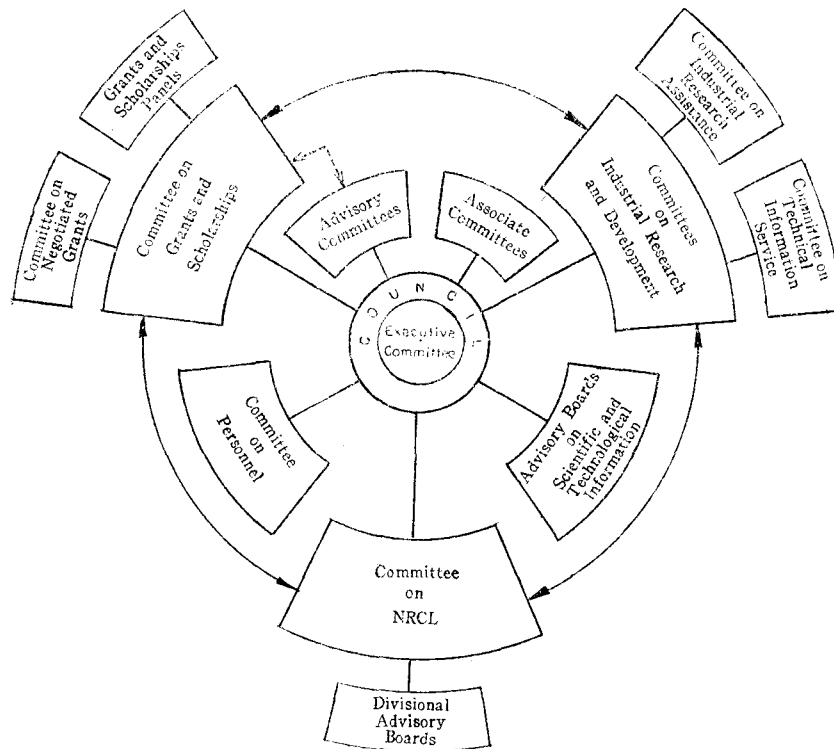 Grants and
Scholarships
Panels
Committee on
Negotiated
Grants
Committee on
Grants and
Scholarships
Advisory
Committees
Associate
Committees
Committees
on
Industrial Research
and Development
Committee on
Industrial
Research
Assistance
Committee on
Technical
Information
Service
COUNCIL
Executive
Committee
Committee
on
Personnel
Advisory Boards
on
Scientific and
Technological
Information
Committee
on
NRCL
Divisional
Advisory
Boards